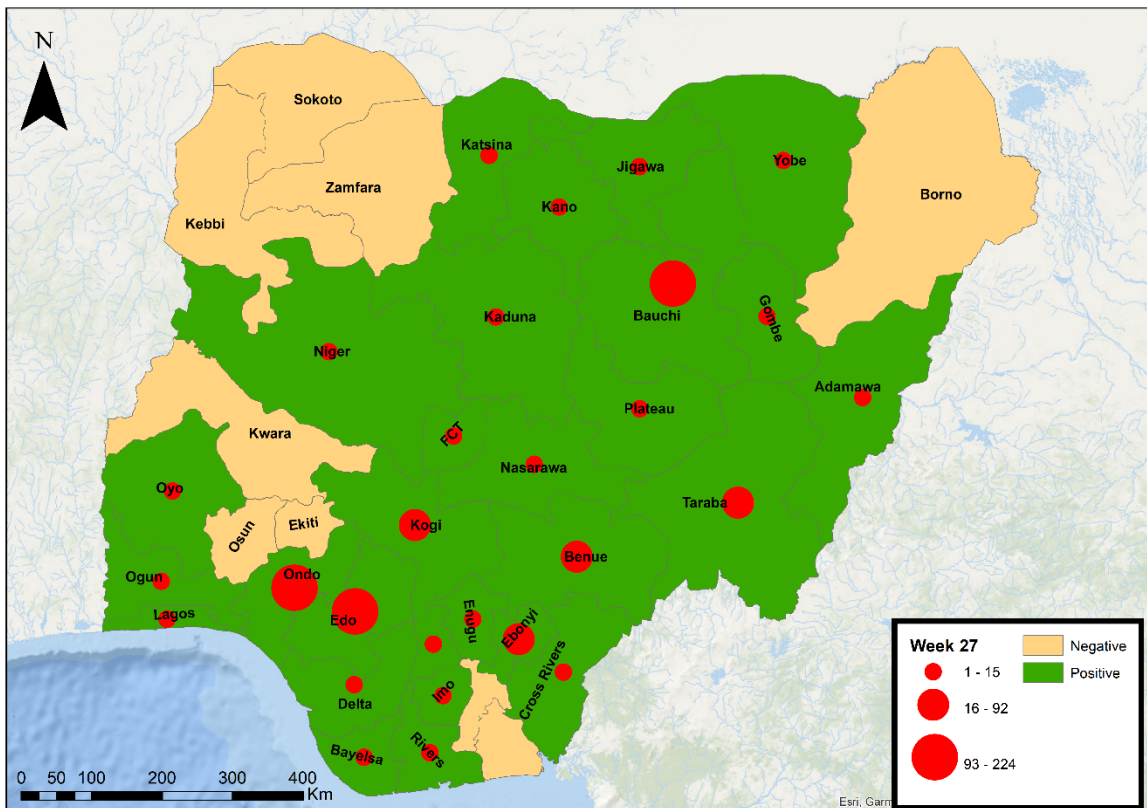 N
Sokoto
Katsina
Jigawa
Yobe
Zamfara
Borno
Kebbi
Kano
Bauchi
Gombe
Kaduna
Niger
Adamawa
Plateau
FCT
Kwara
Nasarawa
Oyo
Taraba
Osun
Ekiti
Kogi
Benue
Ogun
Ondo
Lagos
Edo
Enugu
Ebonyi
Cross Rivers
Imo
Delta
Bayelsa
Rivers
Week 27
1 - 15
16 - 92
93 - 224
Negative
Positive
0 50 100 200 300 400
Km
Esri, Garm